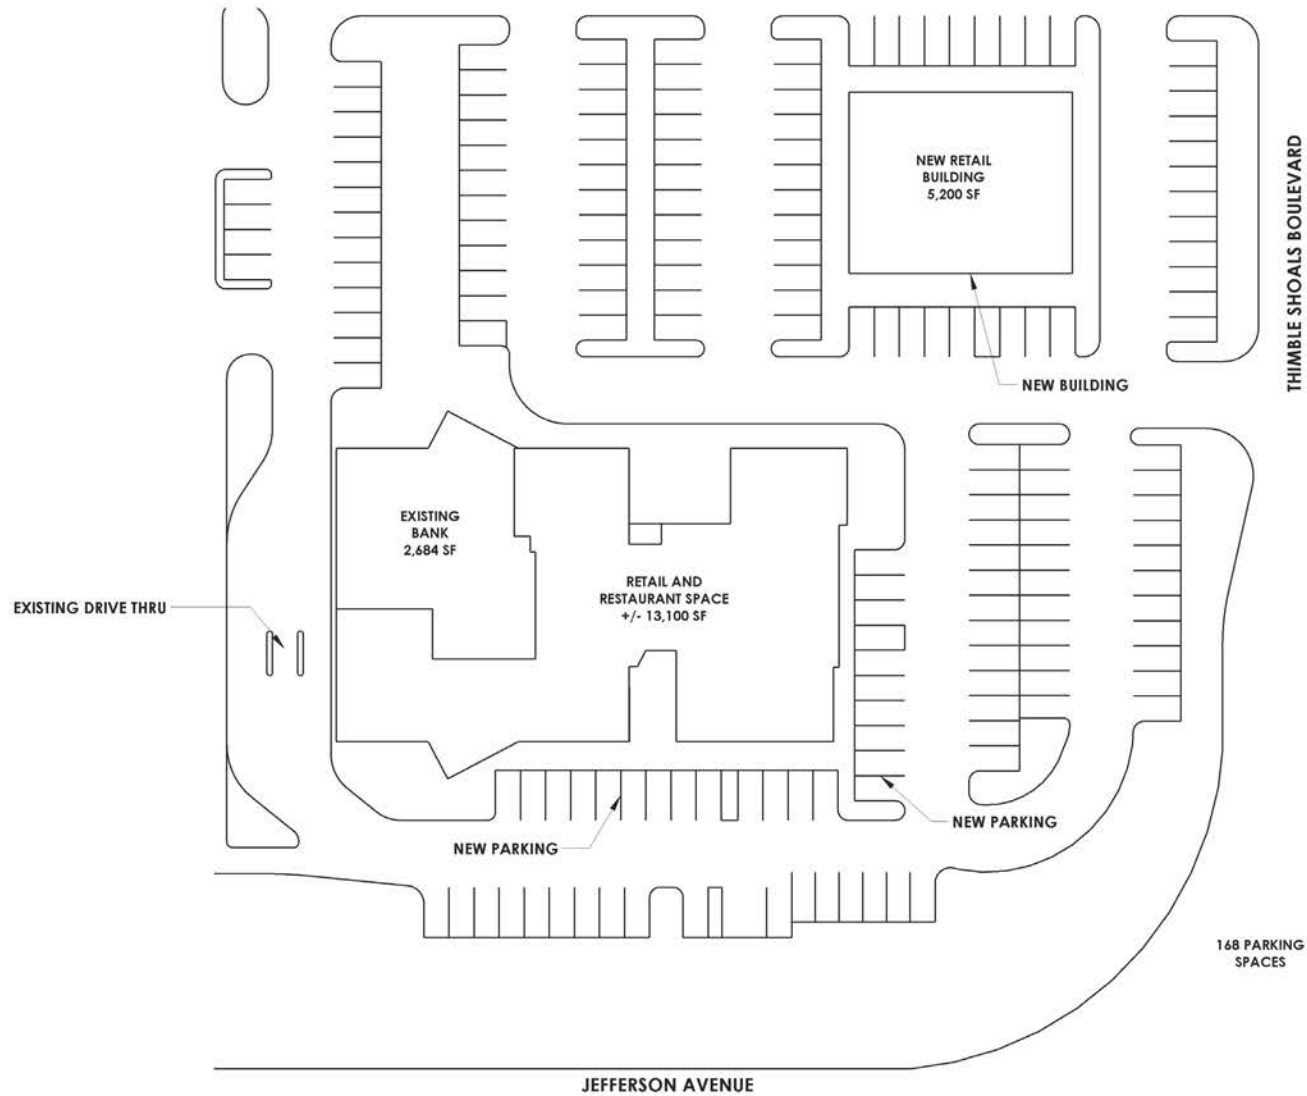 NEW RETAIL
BUILDING
5,200 SF
THIMBLE SHOALS BOULEVARD
NEW BUILDING
EXISTING
BANK
2,684 SF
RETAIL AND
RESTAURANT SPACE
+/- 13,100 SF
EXISTING DRIVE THRU
NEW PARKING
NEW PARKING
168 PARKING
SPACES
JEFFERSON AVENUE